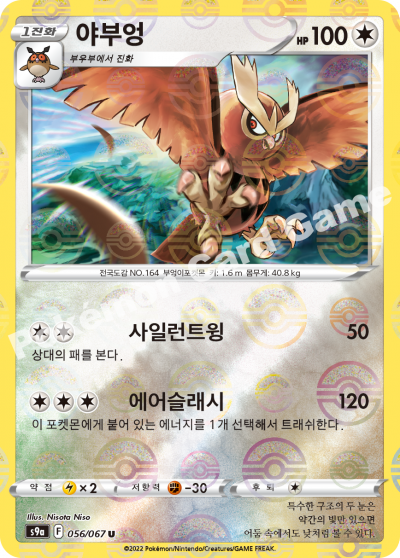 1진화
야부엉
HP 100
부우부에서 진화
Pokémon Card Game
전국도감 NO.164 부엉이포켓몬 키: 1.6 m 몸무게: 40.8 kg
사일런트윙 50
상대의 패를 본다.
에어슬래시 120
이 포켓몬에게 붙어 있는 에너지를 1개 선택해서 트래쉬한다.
약점 ×2 저항력 -30 후퇴
Illus. Nisota Niso
s9a F 056/067 U
특수한 구조의 두 눈은
약간의 빛만 있으면
어둠 속에서도 낮처럼 볼 수 있다.
©2022 Pokémon/Nintendo/Creatures/GAME FREAK.